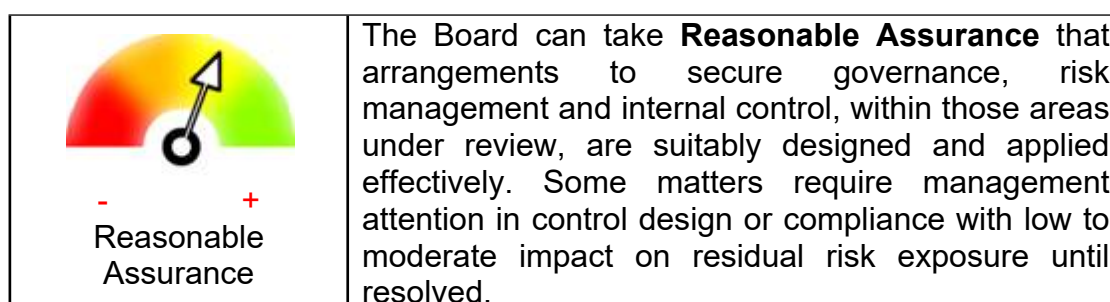 - +
Reasonable
Assurance
The Board can take Reasonable Assurance that
arrangements to secure governance, risk
management and internal control, within those areas
under review, are suitably designed and applied
effectively. Some matters require management
attention in control design or compliance with low to
moderate impact on residual risk exposure until
resolved.